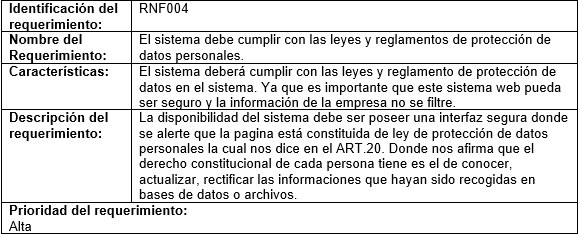 Identificación del requerimiento: RNF004
Nombre del Requerimiento: El sistema debe cumplir con las leyes y reglamentos de protección de datos personales.
Características: El sistema deberá cumplir con las leyes y reglamento de protección de datos en el sistema. Ya que es importante que este sistema web pueda ser seguro y la información de la empresa no se filtre.
Descripción del requerimiento: La disponibilidad del sistema debe ser poseer una interfaz segura donde se alerte que la pagina está constituida de ley de protección de datos personales la cual nos dice en el ART.20. Donde nos afirma que el derecho constitucional de cada persona tiene es el de conocer, actualizar, rectificar las informaciones que hayan sido recogidas en bases de datos o archivos.
Prioridad del requerimiento:
Alta